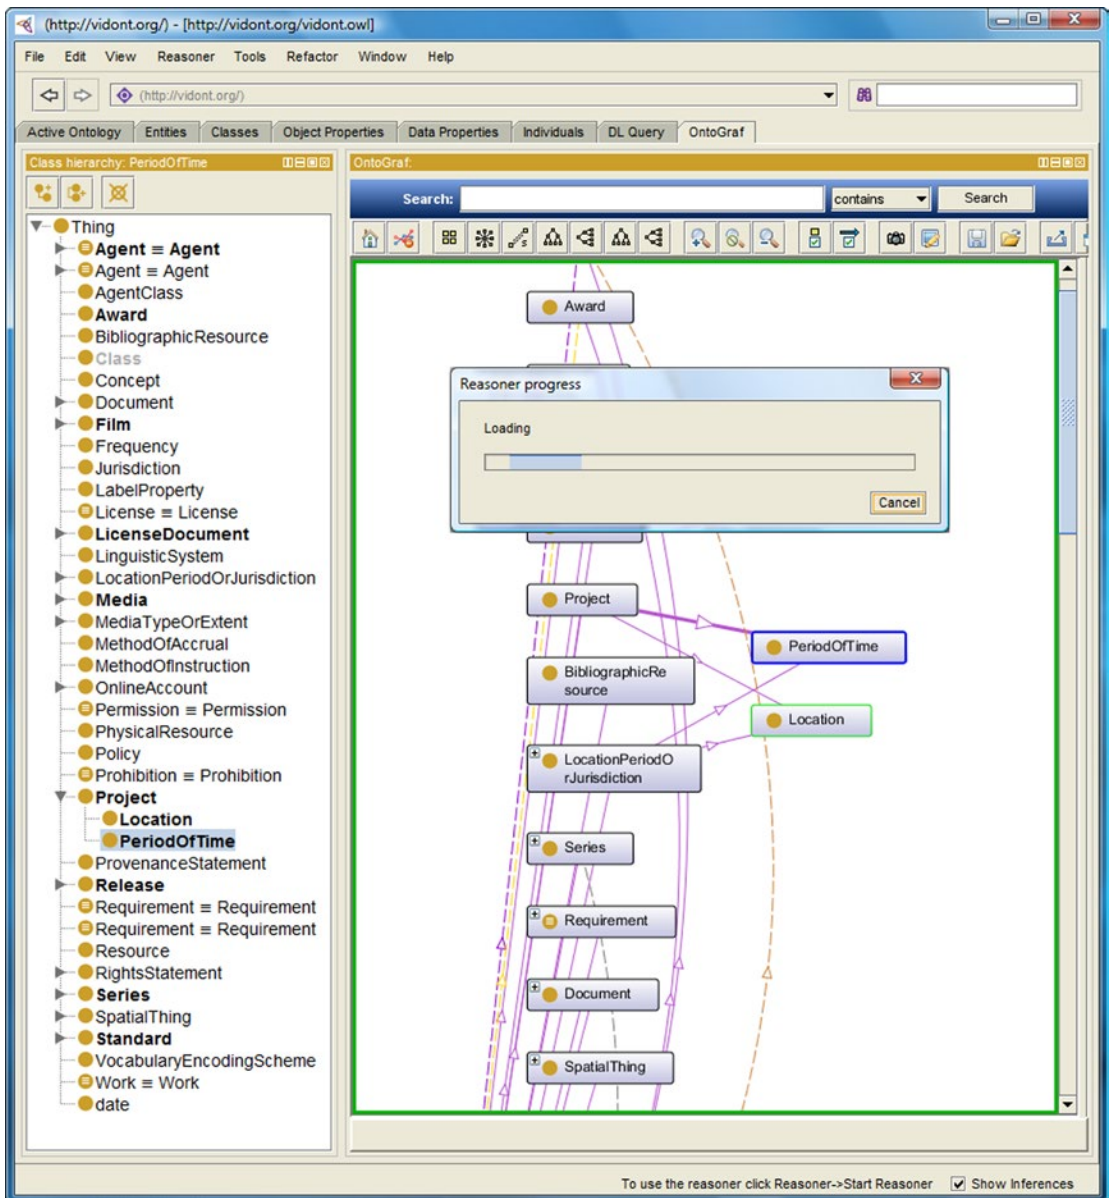 (http://vidont.org/) - [http://vidont.org/vidont.owl]
File Edit View Reasoner Tools Refactor Window Help
(http://vidont.org/)
Active Ontology Entities Classes Object Properties Data Properties Individuals DL Query OntoGraf
Class hierarchy: PeriodOfTime
Thing
Agent ≡ Agent
Agent ≡ Agent
AgentClass
Award
BibliographicResource
Class
Concept
Document
Film
Frequency
Jurisdiction
LabelProperty
License ≡ License
LicenseDocument
LinguisticSystem
LocationPeriodOrJurisdiction
Media
MediaTypeOrExtent
MethodOfAccrual
MethodOfInstruction
OnlineAccount
Permission ≡ Permission
PhysicalResource
Policy
Prohibition ≡ Prohibition
Project
Location
PeriodOfTime
ProvenanceStatement
Release
Requirement ≡ Requirement
Requirement ≡ Requirement
Resource
RightsStatement
Series
SpatialThing
Standard
VocabularyEncodingScheme
Work ≡ Work
date
OntoGraf:
Search: contains Search
Award
Reasoner progress
Loading
Cancel
Project
PeriodOfTime
BibliographicRe
source
Location
LocationPeriodO
rJurisdiction
Series
Requirement
Document
SpatialThing
To use the reasoner click Reasoner->Start Reasoner Show Inferences